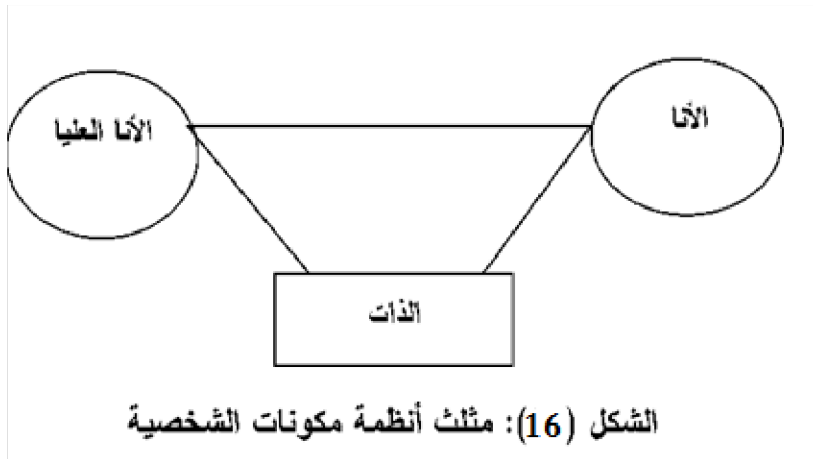 الأنا
الأنا العليا
الذات
الشكل (16): مثلث أنظمة مكونات الشخصية